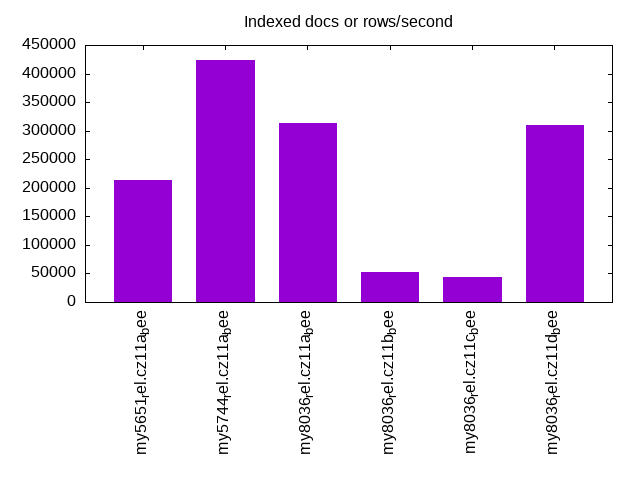 Indexed docs or rows/second
450000
400000
350000
300000
250000
200000
150000
100000
50000
0
my5651rel.cz11abee
my5744rel.cz11abee
my8036rel.cz11abee
my8036rel.cz11bbee
my8036rel.cz11cbee
my8036rel.cz11dbee